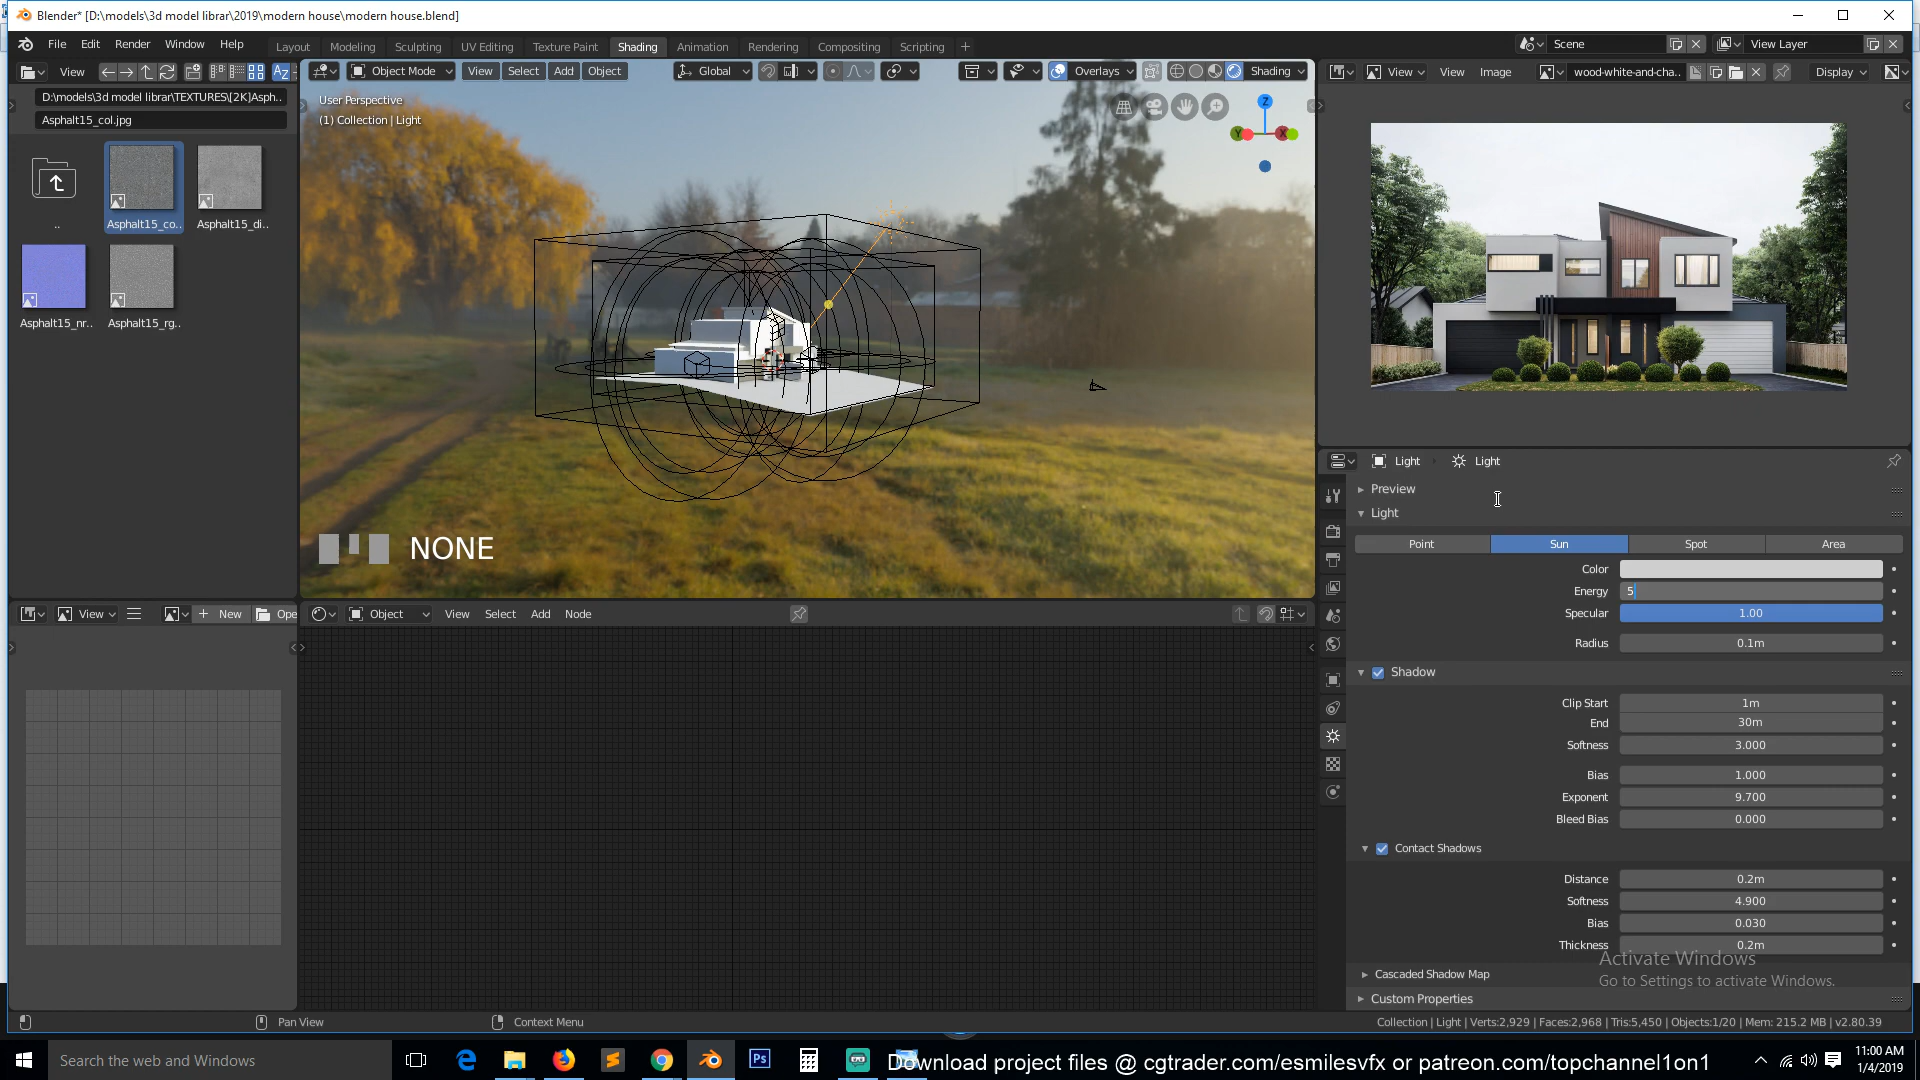 Blender* [D:\models\3d model librar\2019\modern house\modern house.blend]
File Edit Render Window Help
Layout Modeling Sculpting UV Editing Texture Paint Shading Animation Rendering Compositing Scripting +
Scene
View Layer
View
D:\models\3d model librar\TEXTURES\[2K]Asph..
Asphalt15_col.jpg
..
Asphalt15_co..
Asphalt15_di..
Asphalt15_nr..
Asphalt15_rg..
Object Mode View Select Add Object Global Overlays Shading
User Perspective
(1) Collection | Light
Z
Y
X
NONE
View View Image wood-white-and-cha.. Display
Light Light
Preview
Light
Point Sun Spot Area
Color
Energy 5
Specular 1.00
Radius 0.1m
Shadow
Clip Start 1m
End 30m
Softness 3.000
Bias 1.000
Exponent 9.700
Bleed Bias 0.000
Contact Shadows
Distance 0.2m
Softness 4.900
Bias 0.030
Thickness 0.2m
Cascaded Shadow Map
Custom Properties
Activate Windows
Go to Settings to activate Windows.
View + New Ope
Object View Select Add Node
Pan View
Context Menu
Collection | Light | Verts:2,929 | Faces:2,968 | Tris:5,450 | Objects:1/20 | Mem: 215.2 MB | v2.80.39
Search the web and Windows
Ps
Download project files @ cgtrader.com/esmilesvfx or patreon.com/topchannel1on1
11:00 AM
1/4/2019